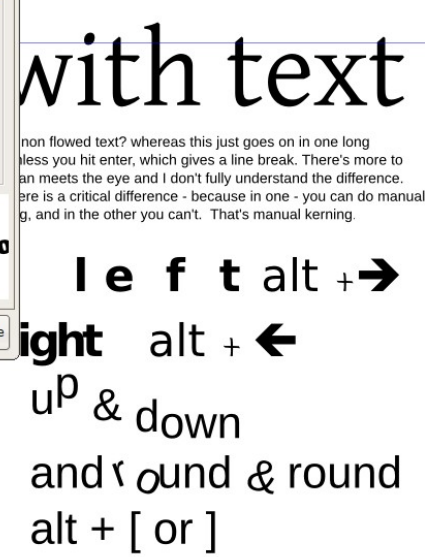 with text
non flowed text? whereas this just goes on in one long
less you hit enter, which gives a line break. There's more to
an meets the eye and I don't fully understand the difference.
ere is a critical difference - because in one - you can do manual
g, and in the other you can't. That's manual kerning.
l e f t alt +➔
ight alt + 🡰
up & down
and round & round
alt + [ or ]